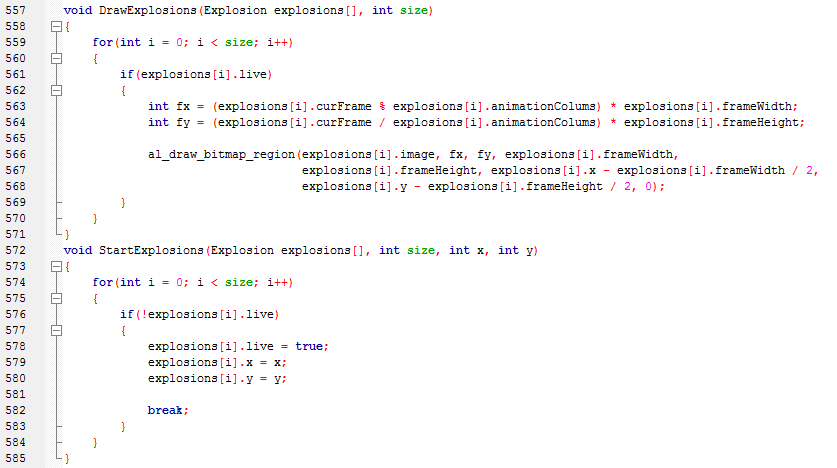 557 void DrawExplosions(Explosion explosions[], int size)
558 {
559 for(int i = 0; i < size; i++)
560 {
561 if(explosions[i].live)
562 {
563 int fx = (explosions[i].curFrame % explosions[i].animationColums) * explosions[i].frameWidth;
564 int fy = (explosions[i].curFrame / explosions[i].animationColums) * explosions[i].frameHeight;
565
566 al_draw_bitmap_region(explosions[i].image, fx, fy, explosions[i].frameWidth,
567 explosions[i].frameHeight, explosions[i].x - explosions[i].frameWidth / 2,
568 explosions[i].y - explosions[i].frameHeight / 2, 0);
569 }
570 }
571 }
572 void StartExplosions(Explosion explosions[], int size, int x, int y)
573 {
574 for(int i = 0; i < size; i++)
575 {
576 if(!explosions[i].live)
577 {
578 explosions[i].live = true;
579 explosions[i].x = x;
580 explosions[i].y = y;
581
582 break;
583 }
584 }
585 }